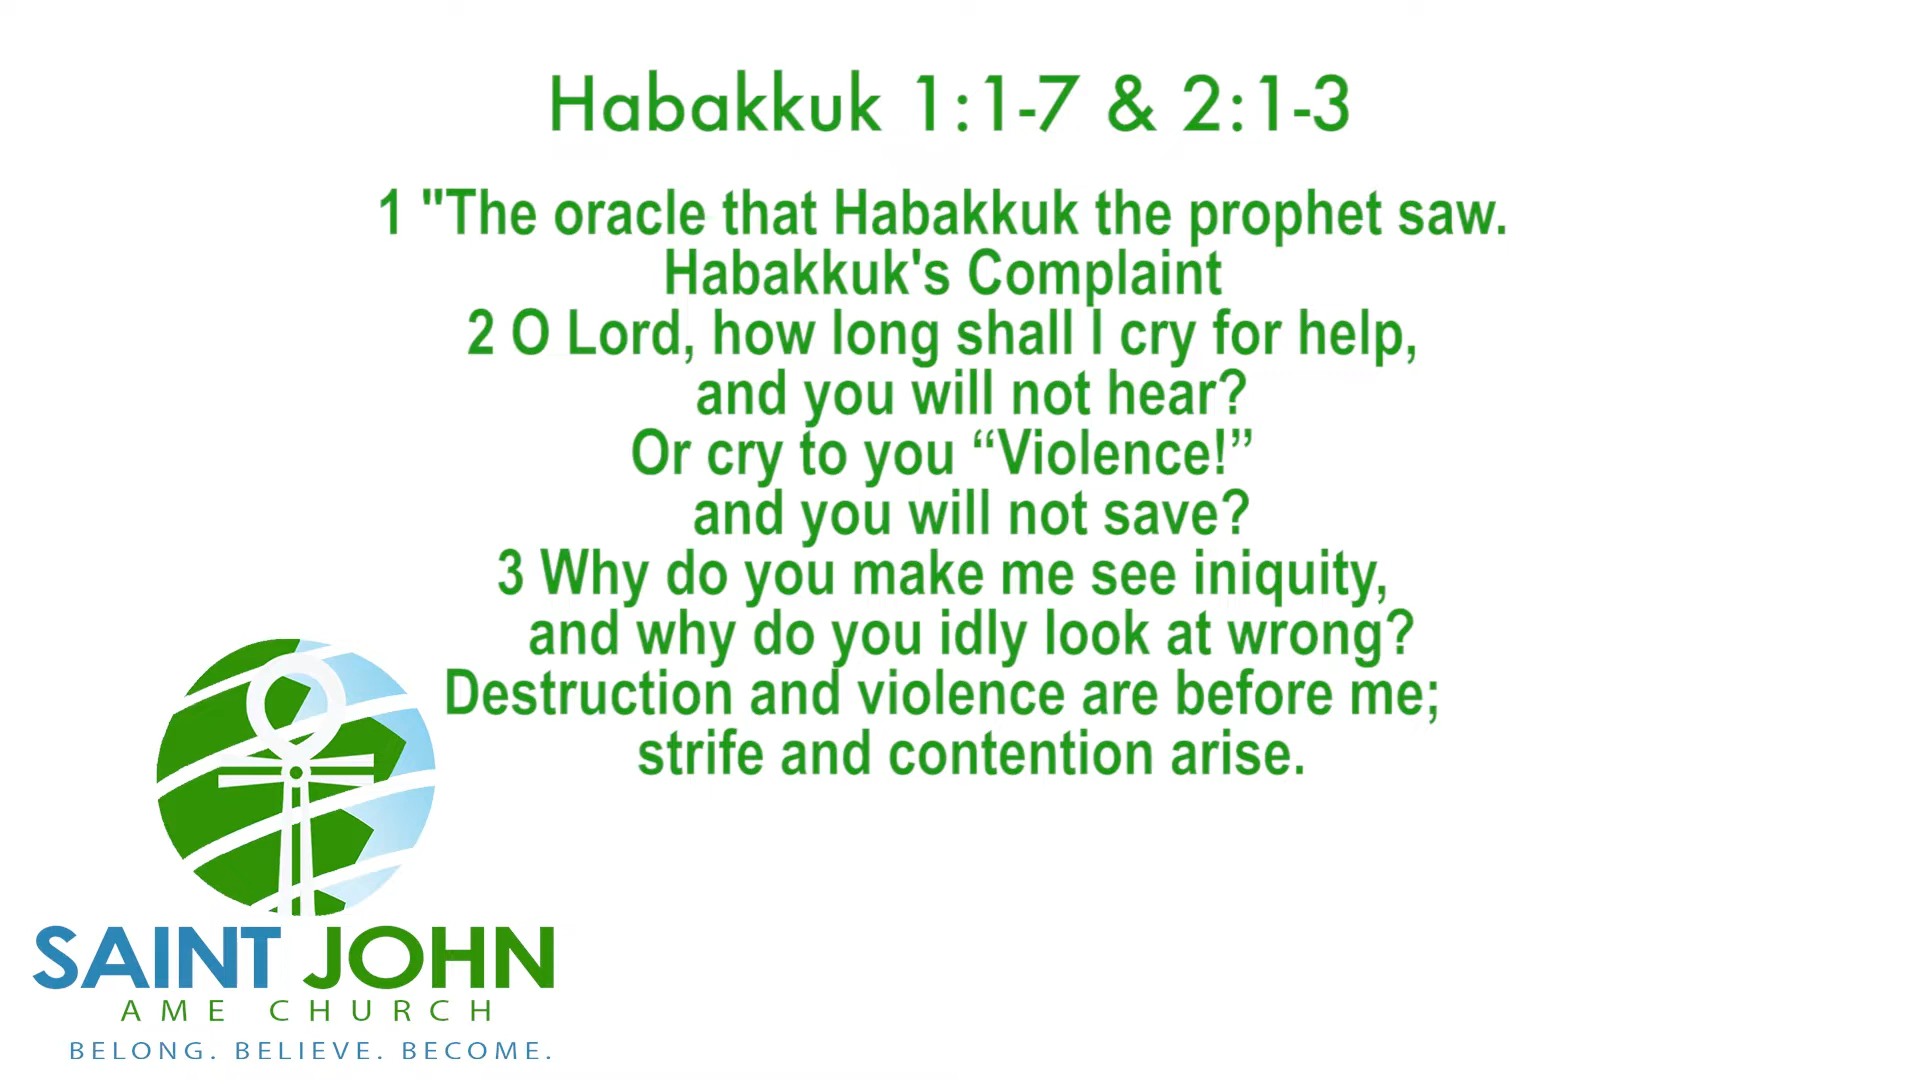 Habakkuk 1:1-7 & 2:1-3
1 "The oracle that Habakkuk the prophet saw.
Habakkuk's Complaint
2 O Lord, how long shall I cry for help,
and you will not hear?
Or cry to you “Violence!”
and you will not save?
3 Why do you make me see iniquity,
and why do you idly look at wrong?
Destruction and violence are before me;
strife and contention arise.
SAINT JOHN
AME CHURCH
BELONG. BELIEVE. BECOME.